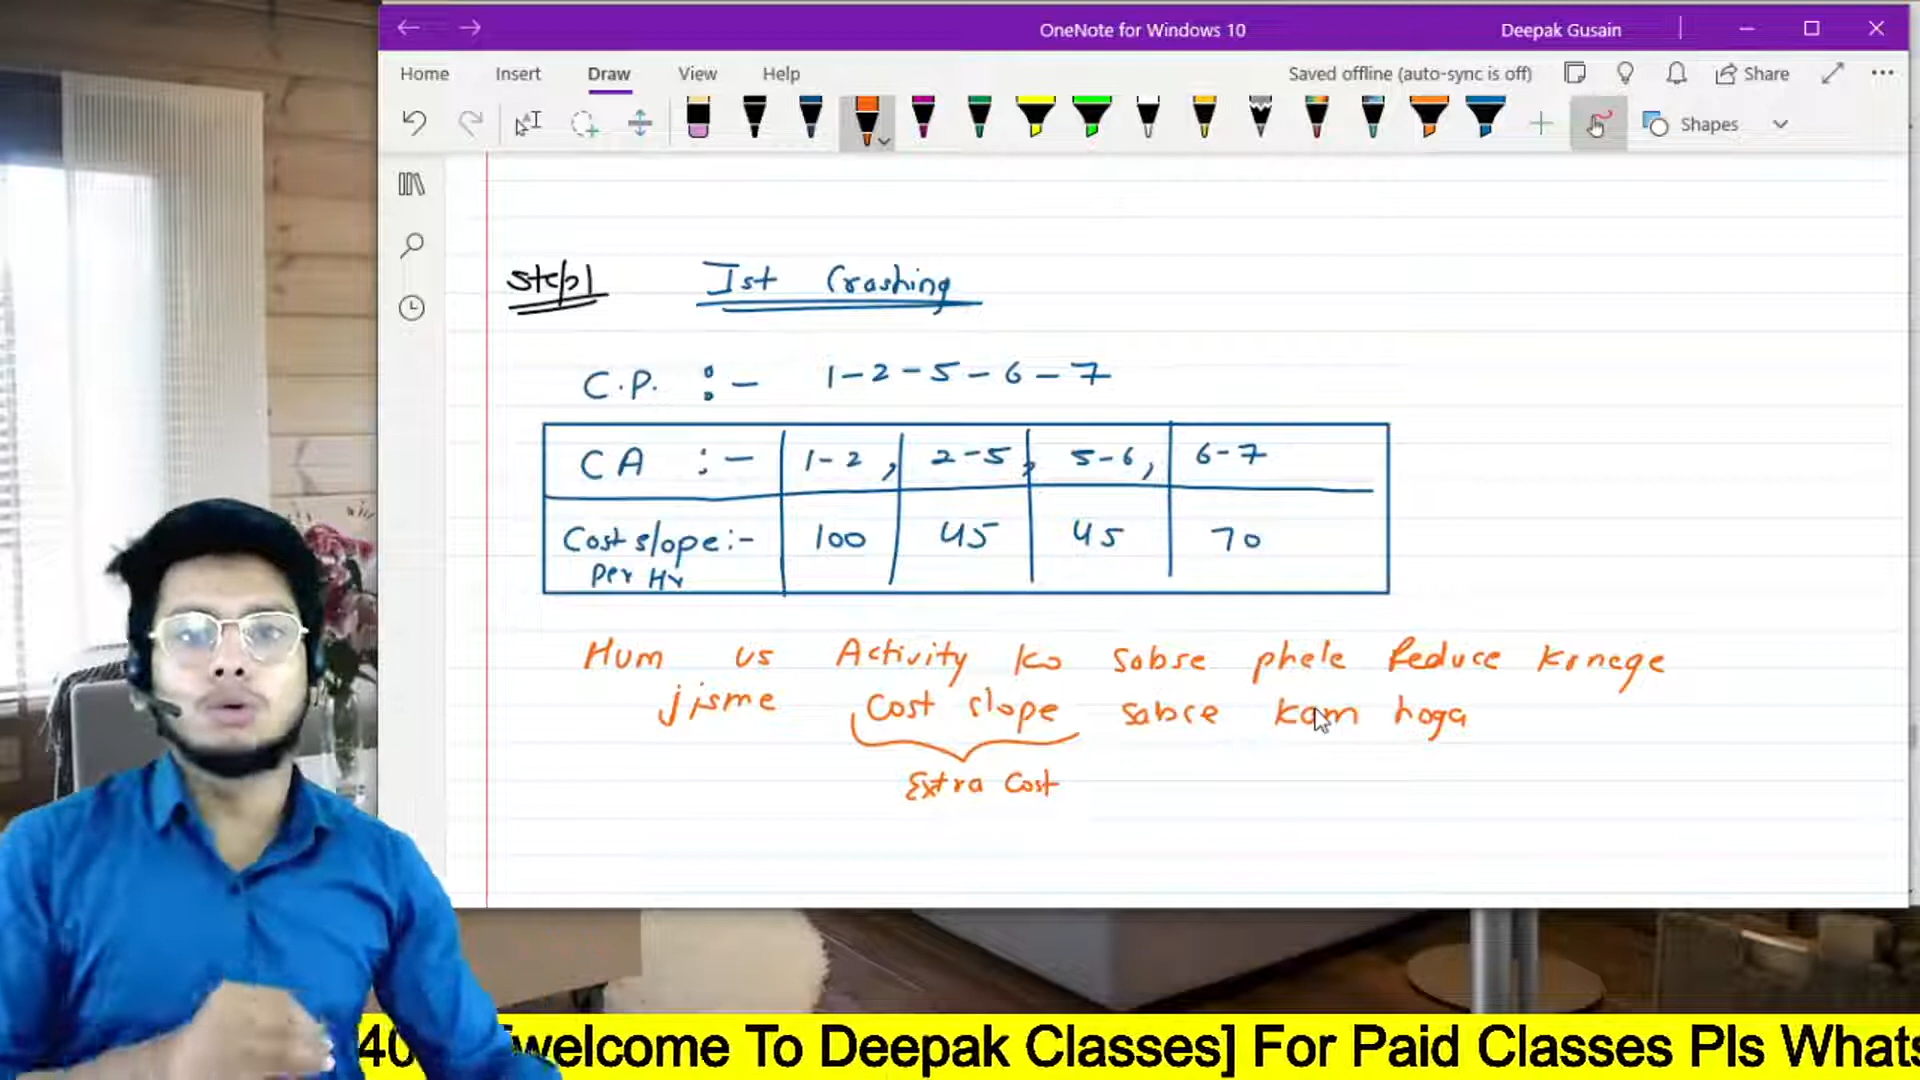 OneNote for Windows 10 Deepak Gusain
Home Insert Draw View Help Saved offline (auto-sync is off) Share
Shapes
Step1 Ist Crashing
C.P. :- 1-2-5-6-7
CA :- 1-2, 2-5, 5-6, 6-7
Cost slope:- 100 45 45 70
Per Hr
Hum us Activity ko sabse phele Reduce krnege
jisme Cost slope sabse kam hoga
Extra Cost
40 welcome To Deepak Classes] For Paid Classes Pls Whats